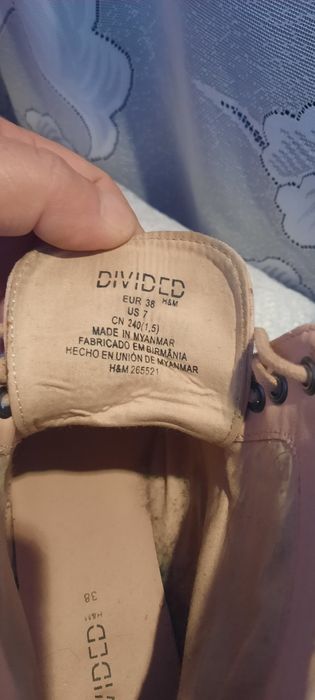 DIVIDED
H&M
EUR 38
US 7
CN 240(1,5)
MADE IN MYANMAR
FABRICADO EM BIRMÂNIA
HECHO EN UNIÓN DE MYANMAR
H&M 265521
38
H&M
DIVIDED